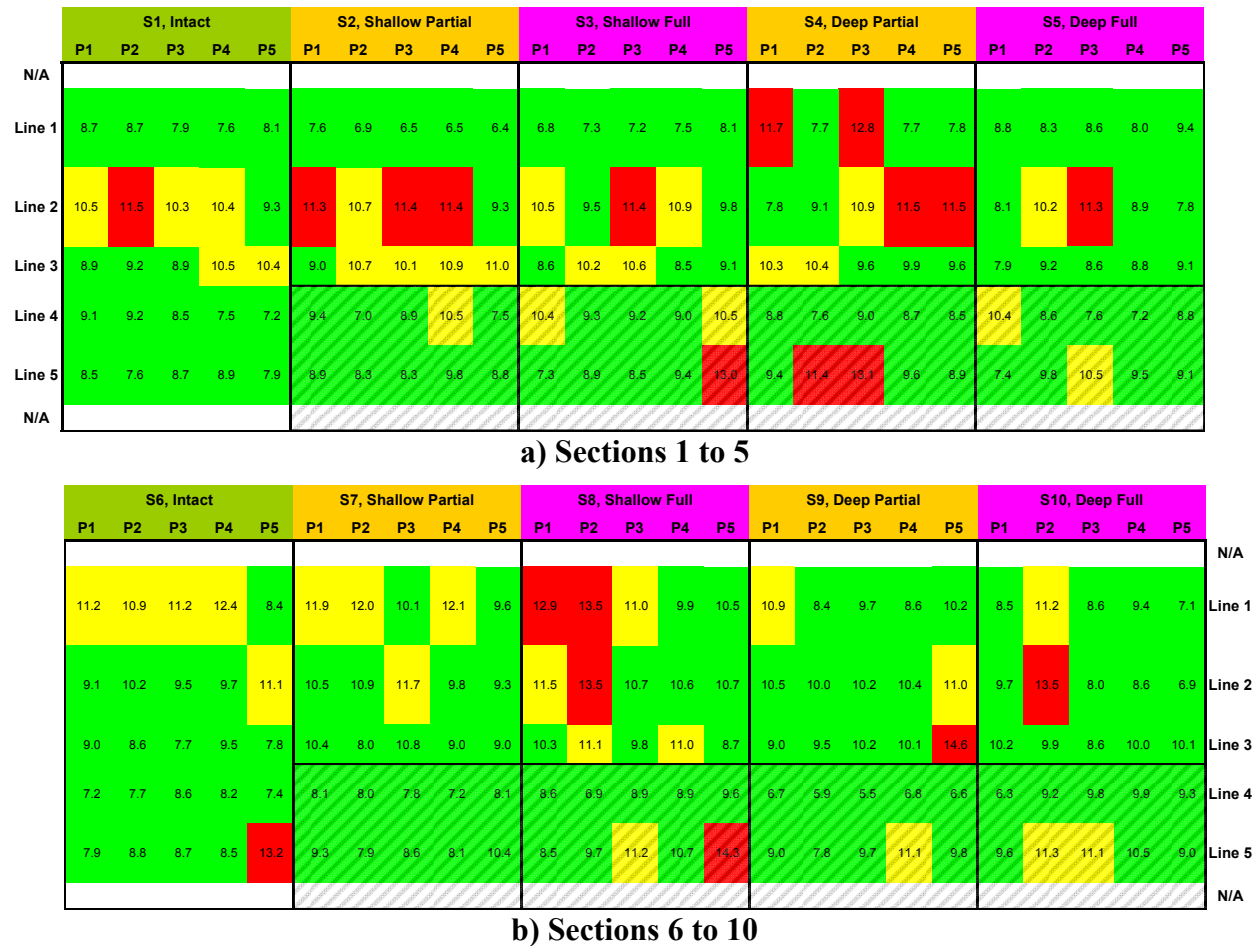 S1, Intact S2, Shallow Partial S3, Shallow Full S4, Deep Partial S5, Deep Full
P1 P2 P3 P4 P5 P1 P2 P3 P4 P5 P1 P2 P3 P4 P5 P1 P2 P3 P4 P5 P1 P2 P3 P4 P5
N/A
Line 1 8.7 8.7 7.9 7.6 8.1 7.6 6.9 6.5 6.5 6.4 6.8 7.3 7.2 7.5 8.1 11.7 7.7 12.8 7.7 7.8 8.8 8.3 8.6 8.0 9.4
Line 2 10.5 11.5 10.3 10.4 9.3 11.3 10.7 11.4 11.4 9.3 10.5 9.5 11.4 10.9 9.8 7.8 9.1 10.9 11.5 11.5 8.1 10.2 11.3 8.9 7.8
Line 3 8.9 9.2 8.9 10.5 10.4 9.0 10.7 10.1 10.9 11.0 8.6 10.2 10.6 8.5 9.1 10.3 10.4 9.6 9.9 9.6 7.9 9.2 8.6 8.8 9.1
Line 4 9.1 9.2 8.5 7.5 7.2 9.4 7.0 8.9 10.5 7.5 10.4 9.3 9.2 9.0 10.5 8.8 7.6 9.0 8.7 8.5 10.4 8.6 7.6 7.2 8.8
Line 5 8.5 7.6 8.7 8.9 7.9 8.9 8.3 8.3 9.8 8.8 7.3 8.9 8.5 9.4 13.0 9.4 11.4 13.1 9.6 8.9 7.4 9.8 10.5 9.5 9.1
N/A
a) Sections 1 to 5
S6, Intact S7, Shallow Partial S8, Shallow Full S9, Deep Partial S10, Deep Full
P1 P2 P3 P4 P5 P1 P2 P3 P4 P5 P1 P2 P3 P4 P5 P1 P2 P3 P4 P5 P1 P2 P3 P4 P5
N/A
11.2 10.9 11.2 12.4 8.4 11.9 12.0 10.1 12.1 9.6 12.9 13.5 11.0 9.9 10.5 10.9 8.4 9.7 8.6 10.2 8.5 11.2 8.6 9.4 7.1 Line 1
9.1 10.2 9.5 9.7 11.1 10.5 10.9 11.7 9.8 9.3 11.5 13.5 10.7 10.6 10.7 10.5 10.0 10.2 10.4 11.0 9.7 13.5 8.0 8.6 6.9 Line 2
9.0 8.6 7.7 9.5 7.8 10.4 8.0 10.8 9.0 9.0 10.3 11.1 9.8 11.0 8.7 9.0 9.5 10.2 10.1 14.6 10.2 9.9 8.6 10.0 10.1 Line 3
7.2 7.7 8.6 8.2 7.4 8.1 8.0 7.8 7.2 8.1 8.6 6.9 8.9 8.9 9.6 6.7 5.9 5.5 6.8 6.6 6.3 9.2 9.8 9.9 9.3 Line 4
7.9 8.8 8.7 8.5 13.2 9.3 7.9 8.6 8.1 10.4 8.5 9.7 11.2 10.7 14.3 9.0 7.8 9.7 11.1 9.8 9.6 11.3 11.1 10.5 9.0 Line 5
N/A
b) Sections 6 to 10